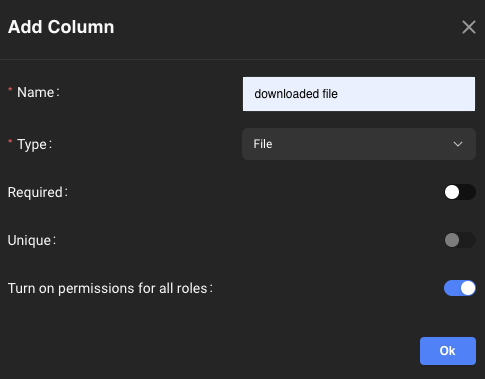 Add Column
* Name:
downloaded file
* Type:
File
Required:
Unique:
Turn on permissions for all roles:
Ok